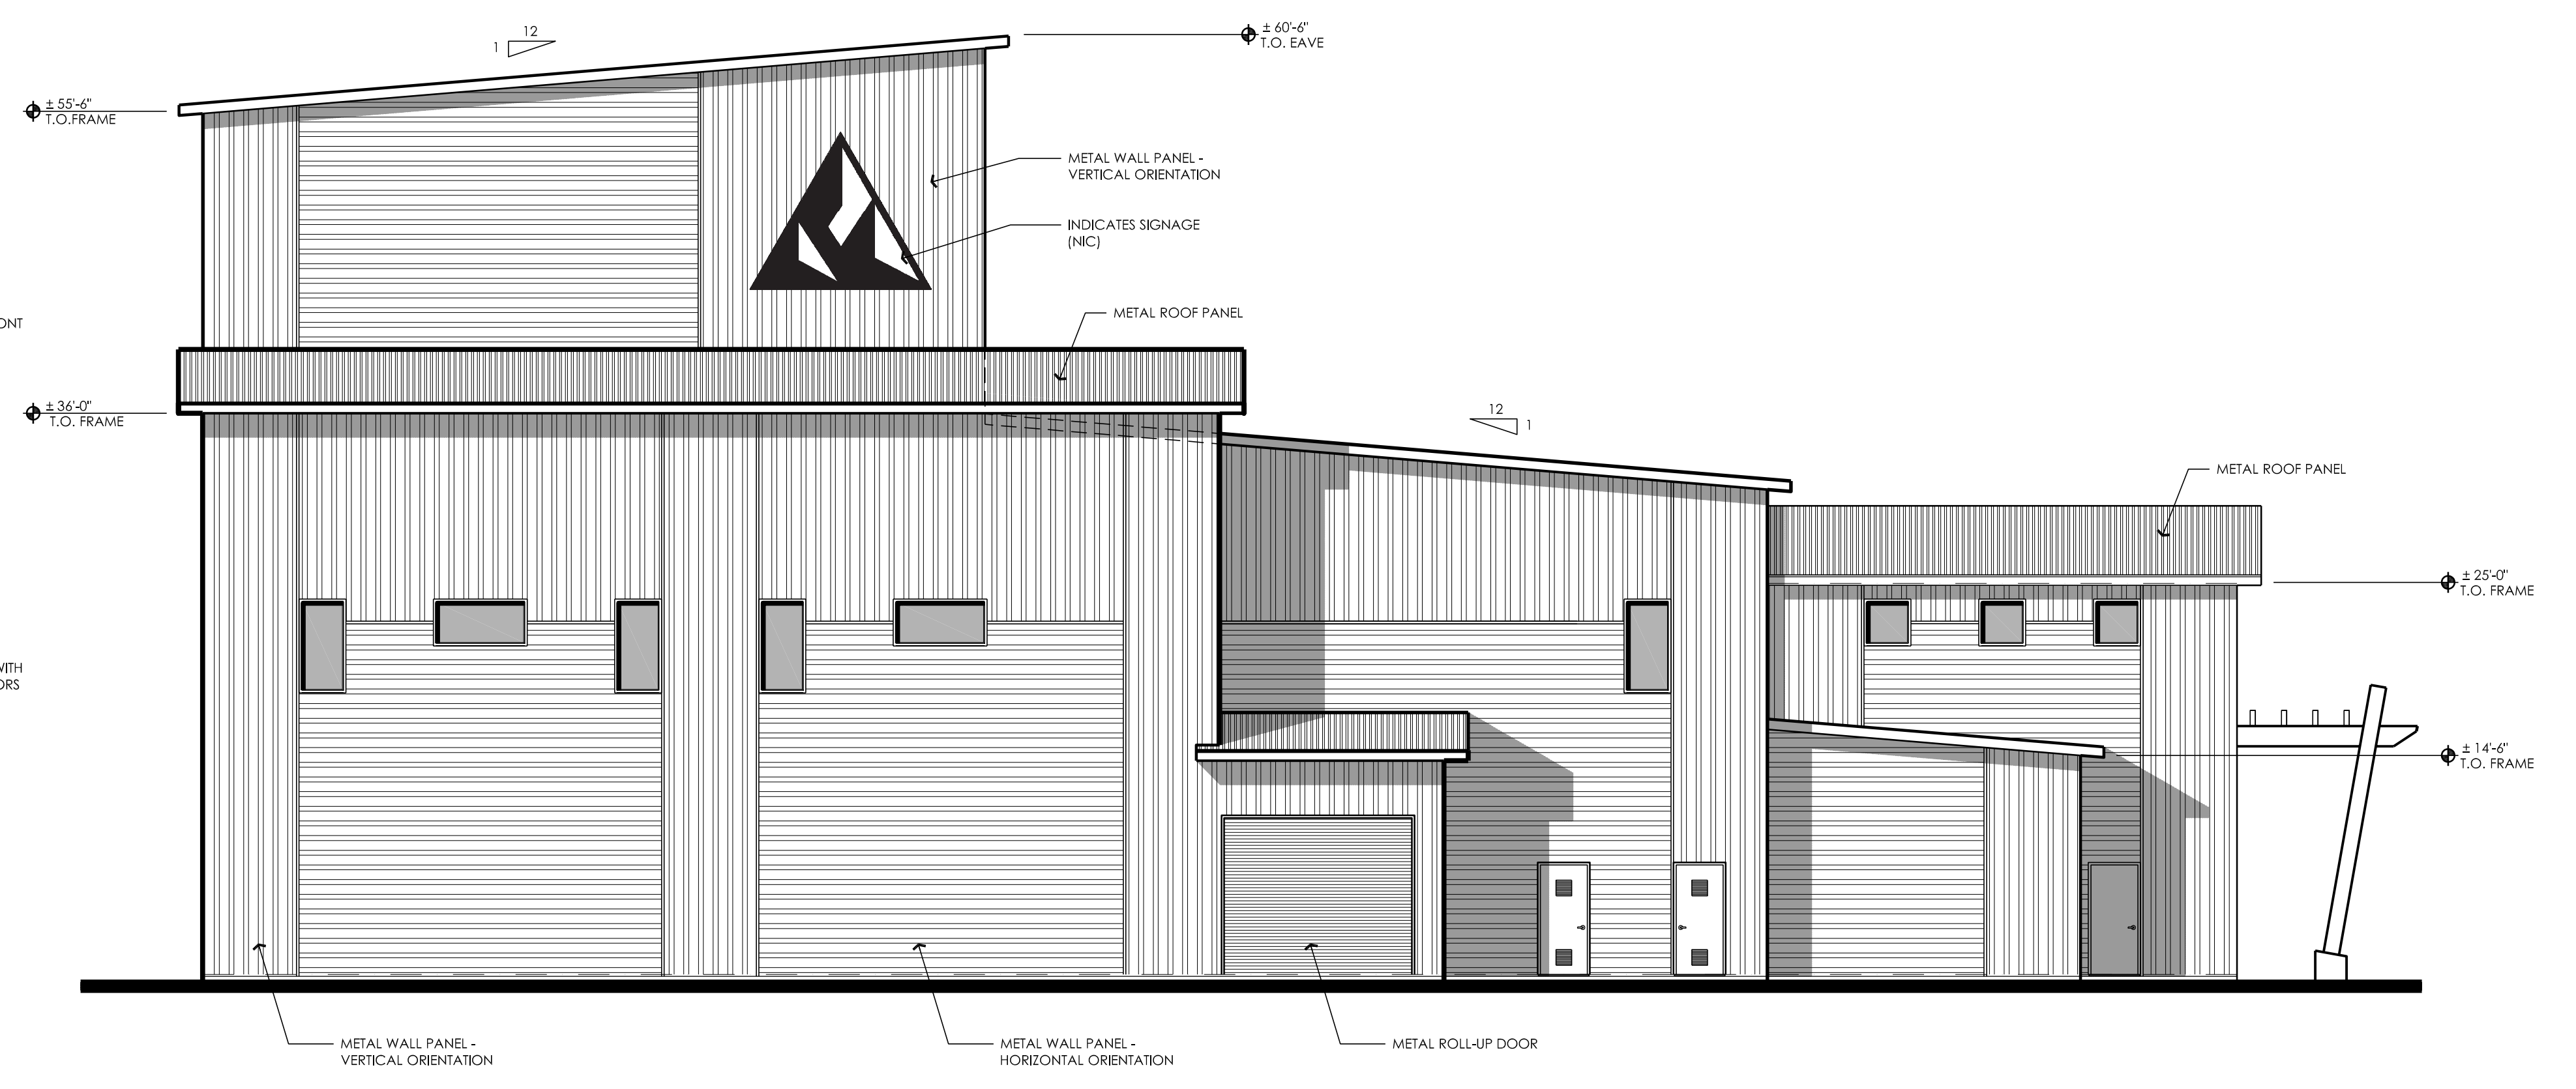 12
1
± 60'-6"
T.O. EAVE
± 55'-6"
T.O.FRAME
METAL WALL PANEL -
VERTICAL ORIENTATION
INDICATES SIGNAGE
(NIC)
METAL ROOF PANEL
ONT
± 36'-0"
T.O. FRAME
12
1
METAL ROOF PANEL
± 25'-0"
T.O. FRAME
WITH
ORS
± 14'-6"
T.O. FRAME
METAL WALL PANEL -
VERTICAL ORIENTATION
METAL WALL PANEL -
HORIZONTAL ORIENTATION
METAL ROLL-UP DOOR